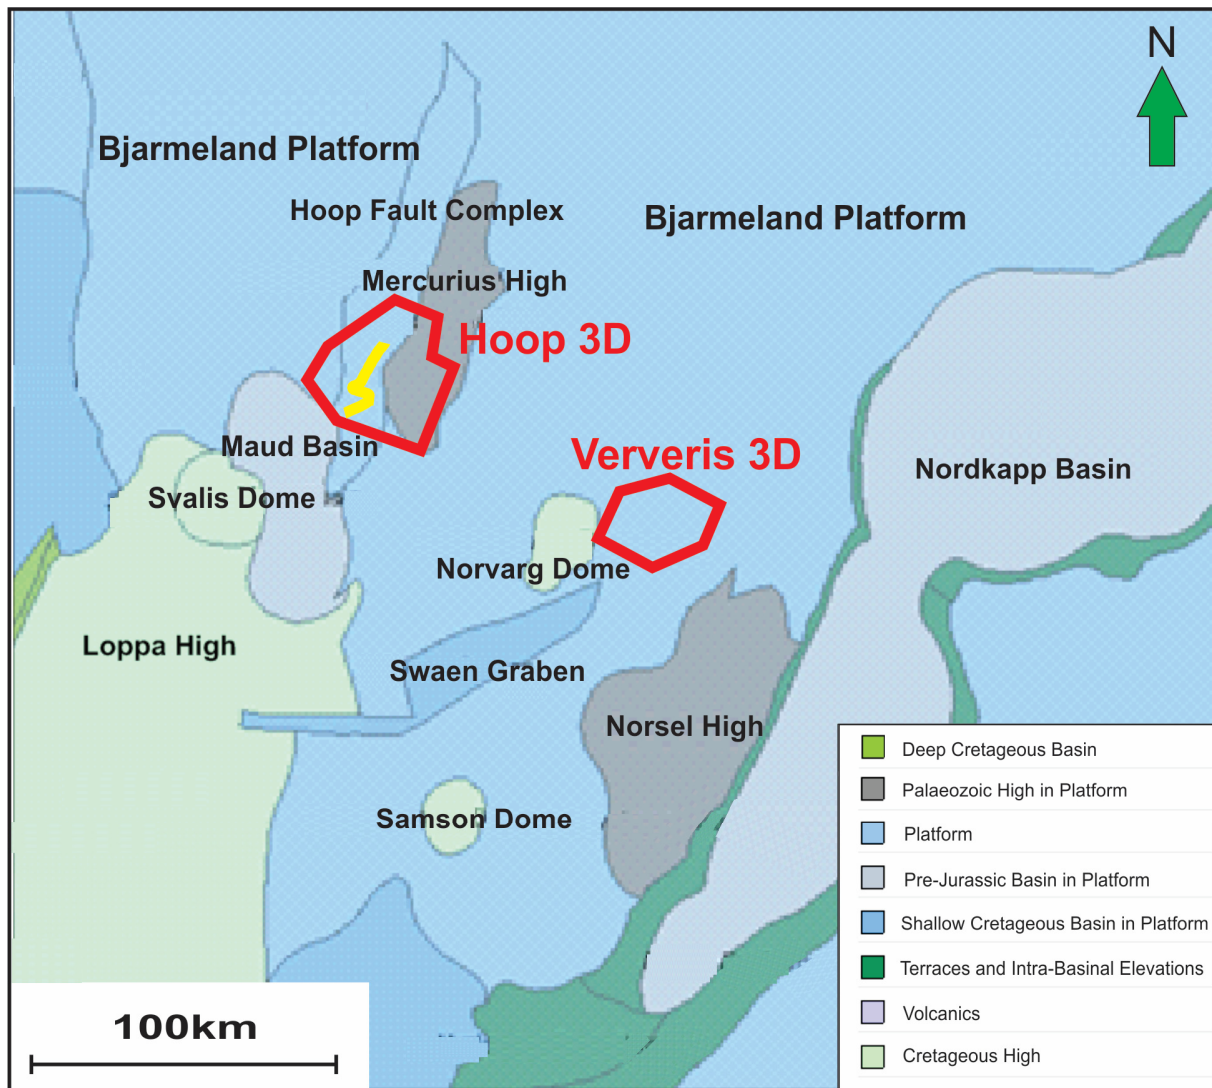 N
Bjarmeland Platform
Hoop Fault Complex
Bjarmeland Platform
Mercurius High
Hoop 3D
Maud Basin
Ververis 3D
Nordkapp Basin
Svalis Dome
Norvarg Dome
Loppa High
Swaen Graben
Norsel High
Samson Dome
Deep Cretageous Basin
Palaeozoic High in Platform
Platform
Pre-Jurassic Basin in Platform
Shallow Cretageous Basin in Platform
Terraces and Intra-Basinal Elevations
Volcanics
Cretageous High
100km